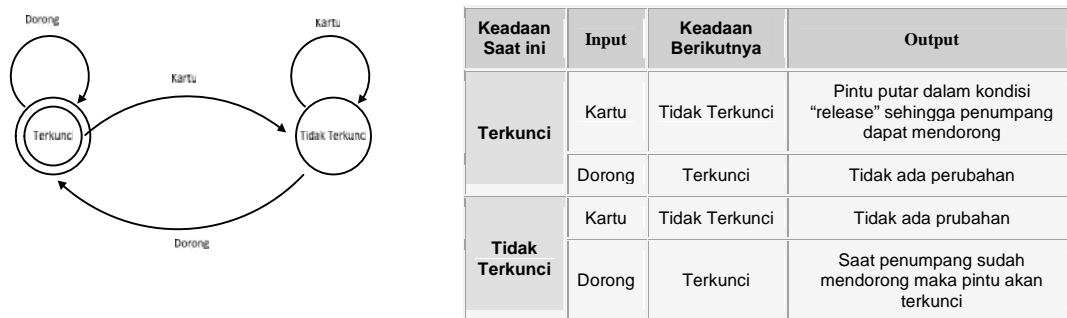 Dorong
Kartu
Kartu
Terkunci
Tidak Terkunci
Dorong
Keadaan
Saat ini
Input
Keadaan
Berikutnya
Output
Terkunci
Kartu
Tidak Terkunci
Pintu putar dalam kondisi
“release” sehingga penumpang
dapat mendorong
Dorong
Terkunci
Tidak ada perubahan
Tidak
Terkunci
Kartu
Tidak Terkunci
Tidak ada prubahan
Dorong
Terkunci
Saat penumpang sudah
mendorong maka pintu akan
terkunci